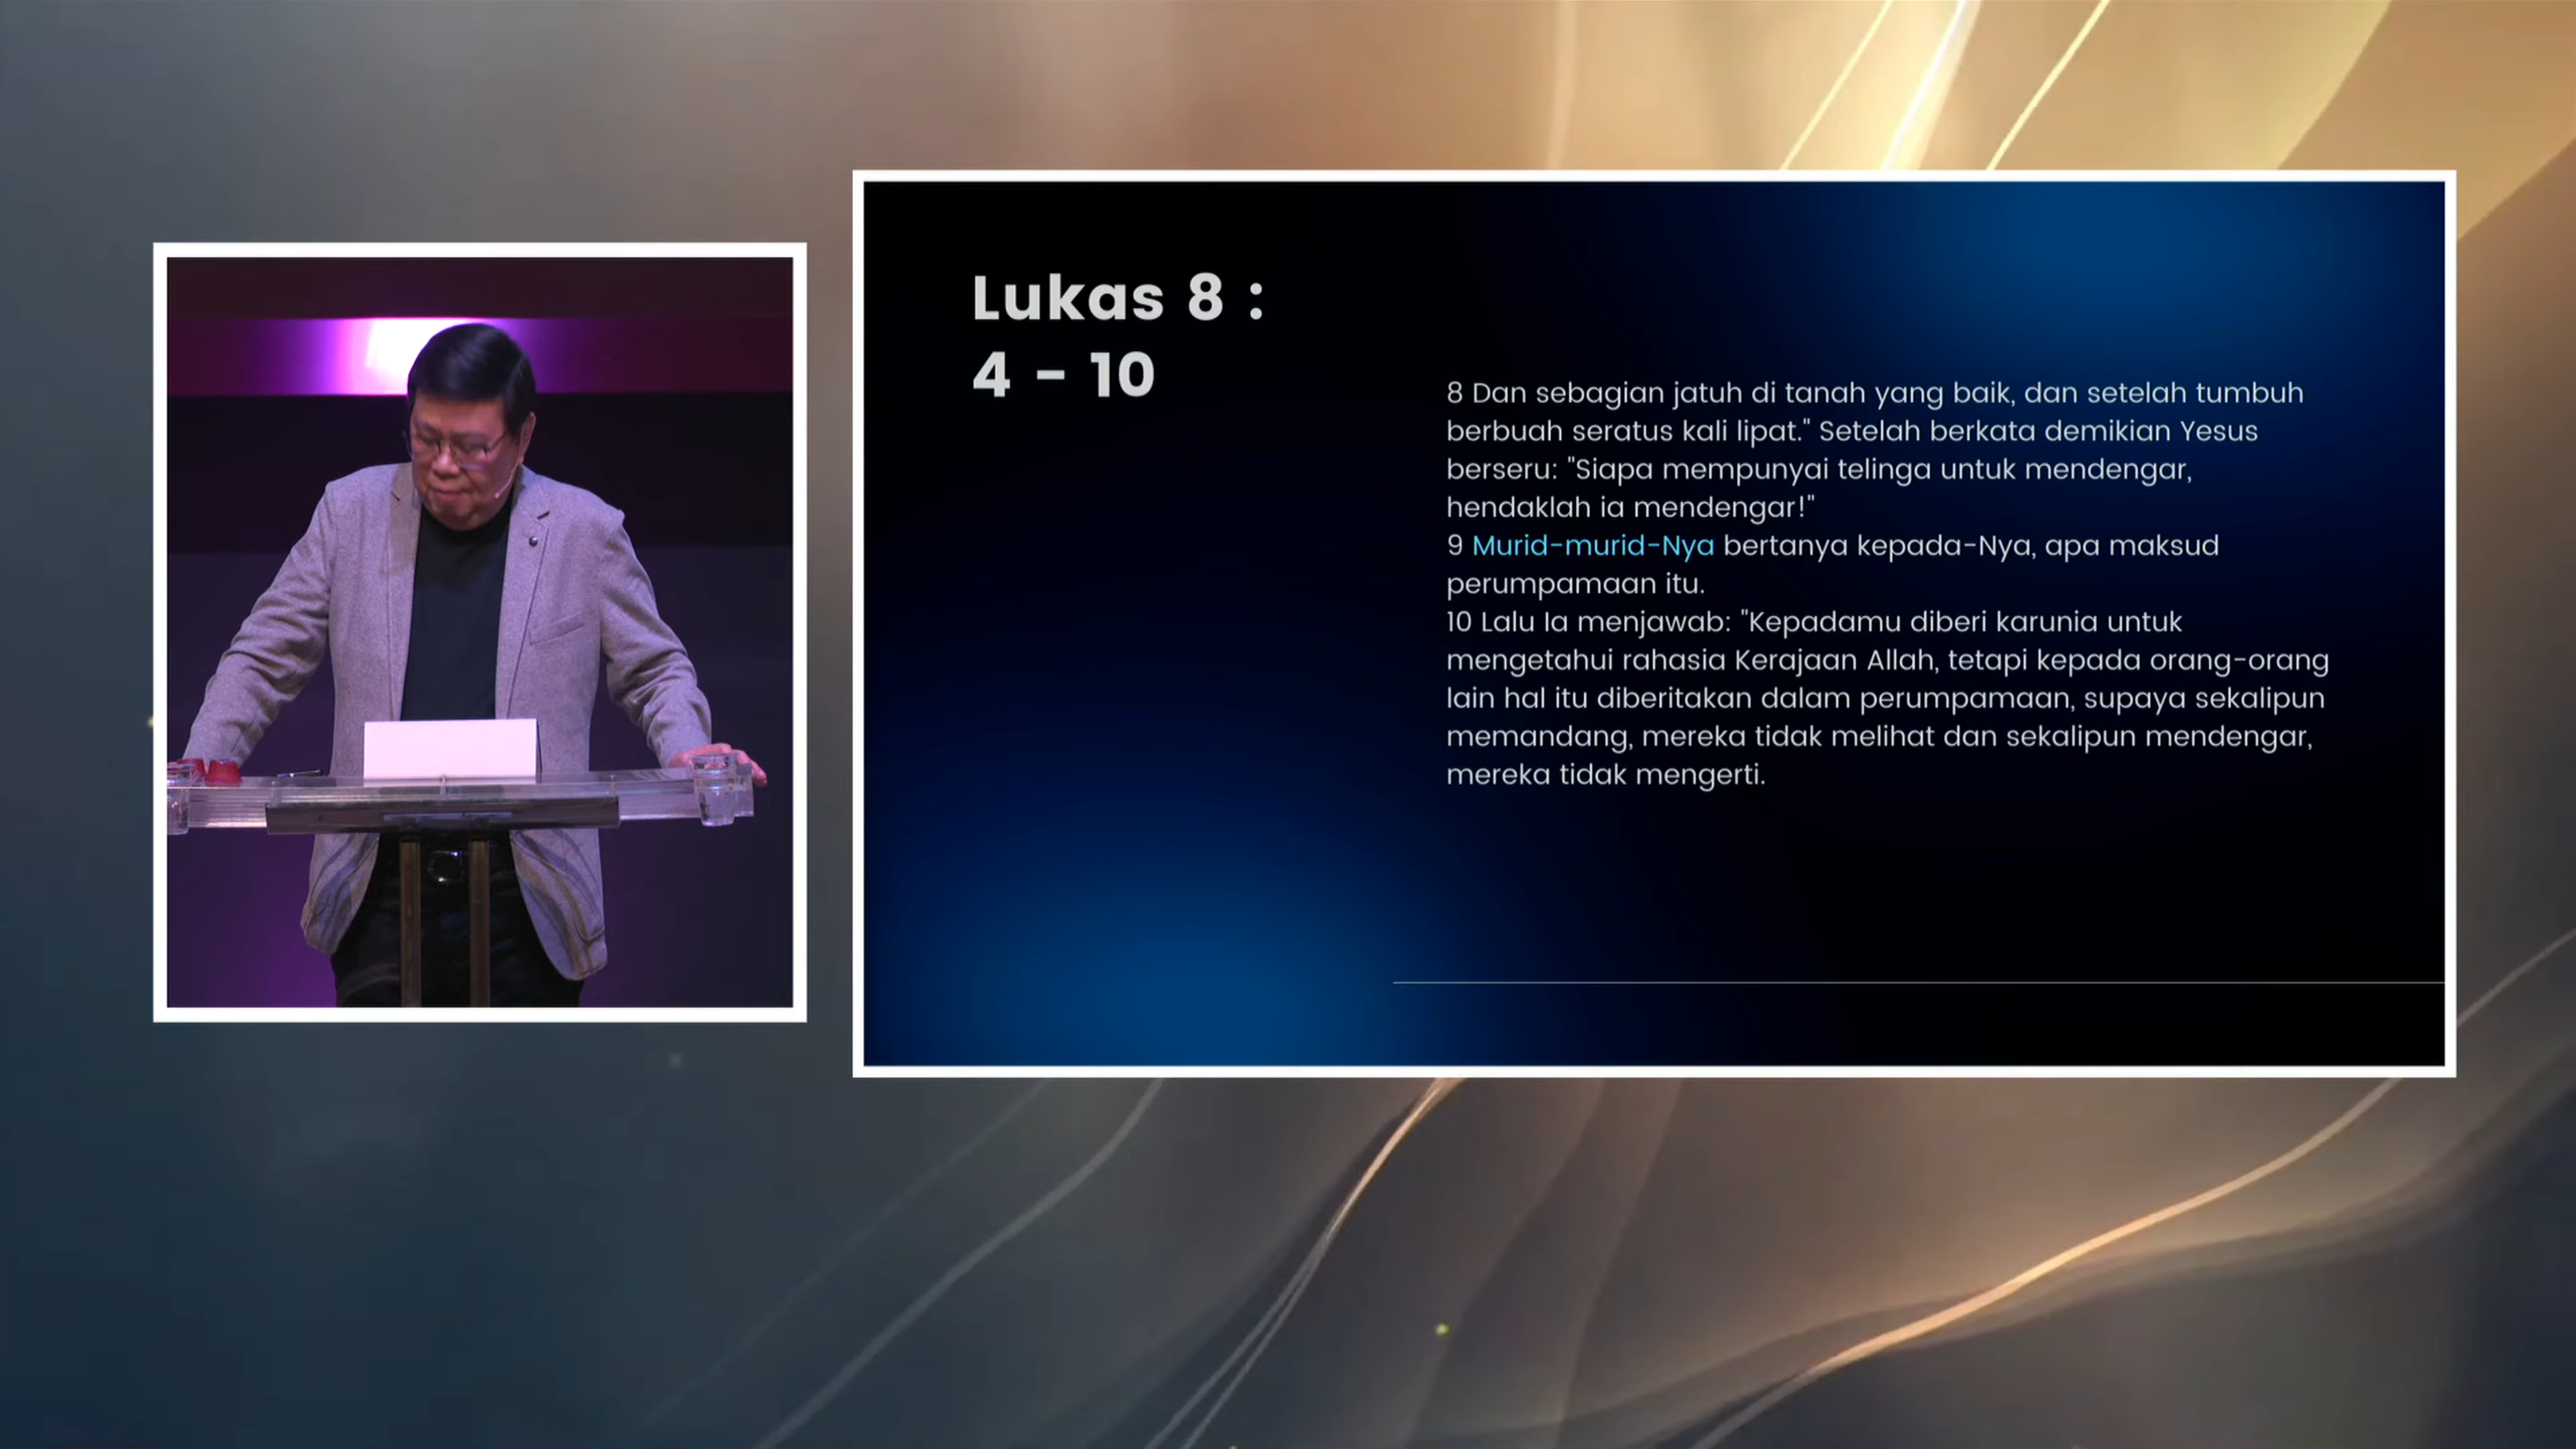 Lukas 8 :
4 - 10
8 Dan sebagian jatuh di tanah yang baik, dan setelah tumbuh
berbuah seratus kali lipat." Setelah berkata demikian Yesus
berseru: "Siapa mempunyai telinga untuk mendengar,
hendaklah ia mendengar!"
9 Murid-murid-Nya bertanya kepada-Nya, apa maksud
perumpamaan itu.
10 Lalu Ia menjawab: "Kepadamu diberi karunia untuk
mengetahui rahasia Kerajaan Allah, tetapi kepada orang-orang
lain hal itu diberitakan dalam perumpamaan, supaya sekalipun
memandang, mereka tidak melihat dan sekalipun mendengar,
mereka tidak mengerti.